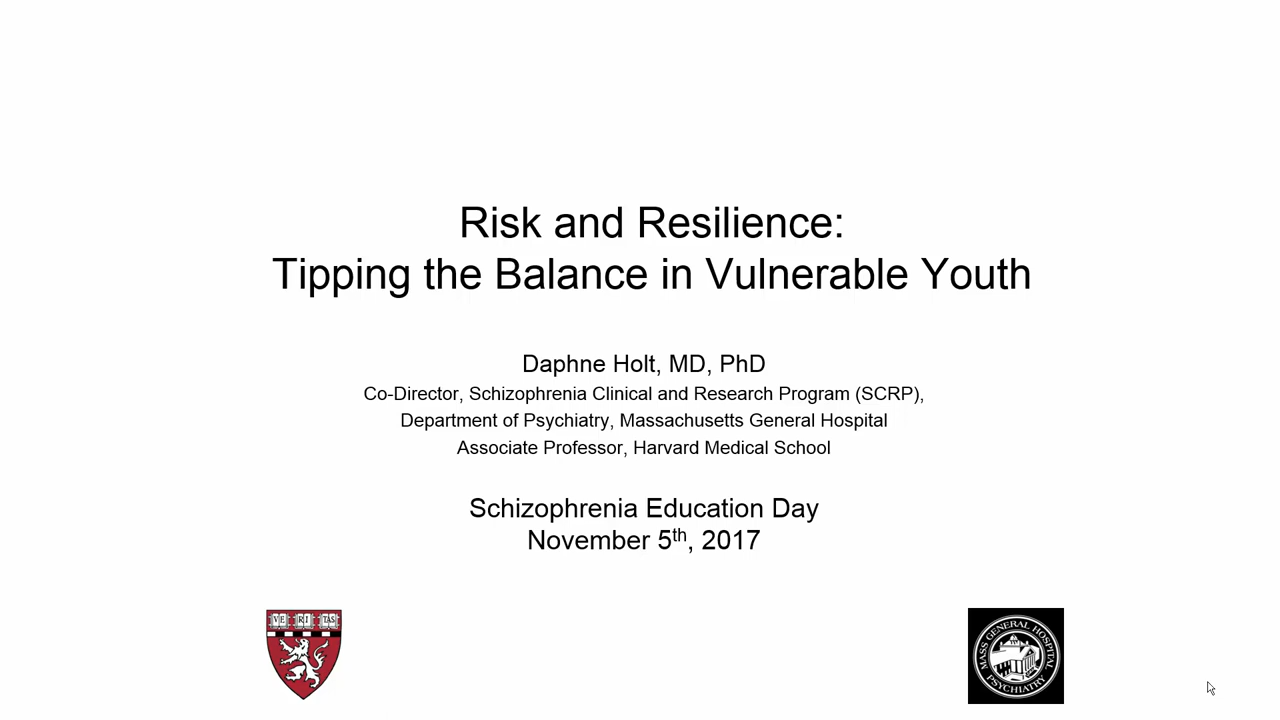 Risk and Resilience:
Tipping the Balance in Vulnerable Youth
Daphne Holt, MD, PhD
Co-Director, Schizophrenia Clinical and Research Program (SCRP),
Department of Psychiatry, Massachusetts General Hospital
Associate Professor, Harvard Medical School
Schizophrenia Education Day
November 5th, 2017
VE RI TAS
MASS GENERAL HOSPITAL
PSYCHIATRY